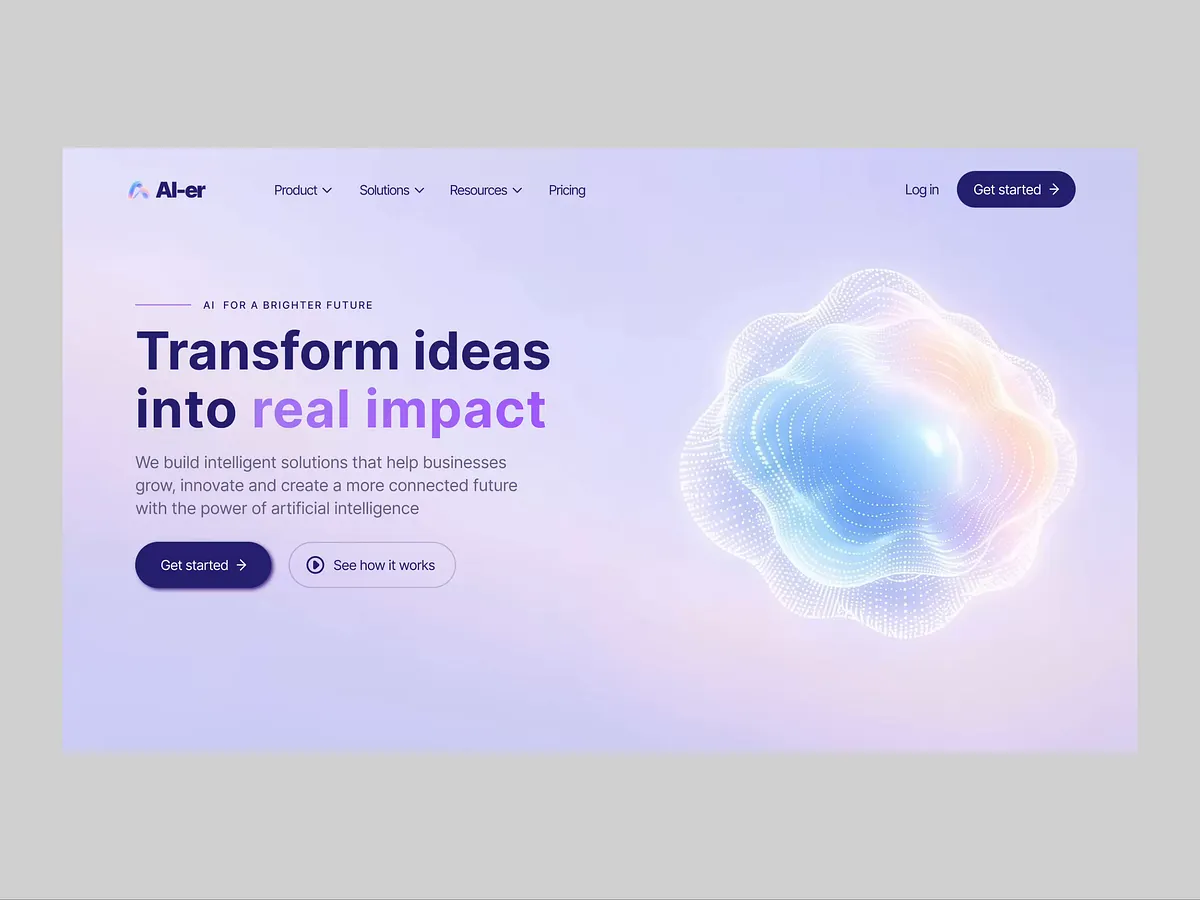 AI-er
Product
Solutions
Resources
Pricing
Log in
Get started
AI FOR A BRIGHTER FUTURE
Transform ideas
into real impact
We build intelligent solutions that help businesses
grow, innovate and create a more connected future
with the power of artificial intelligence
Get started
See how it works